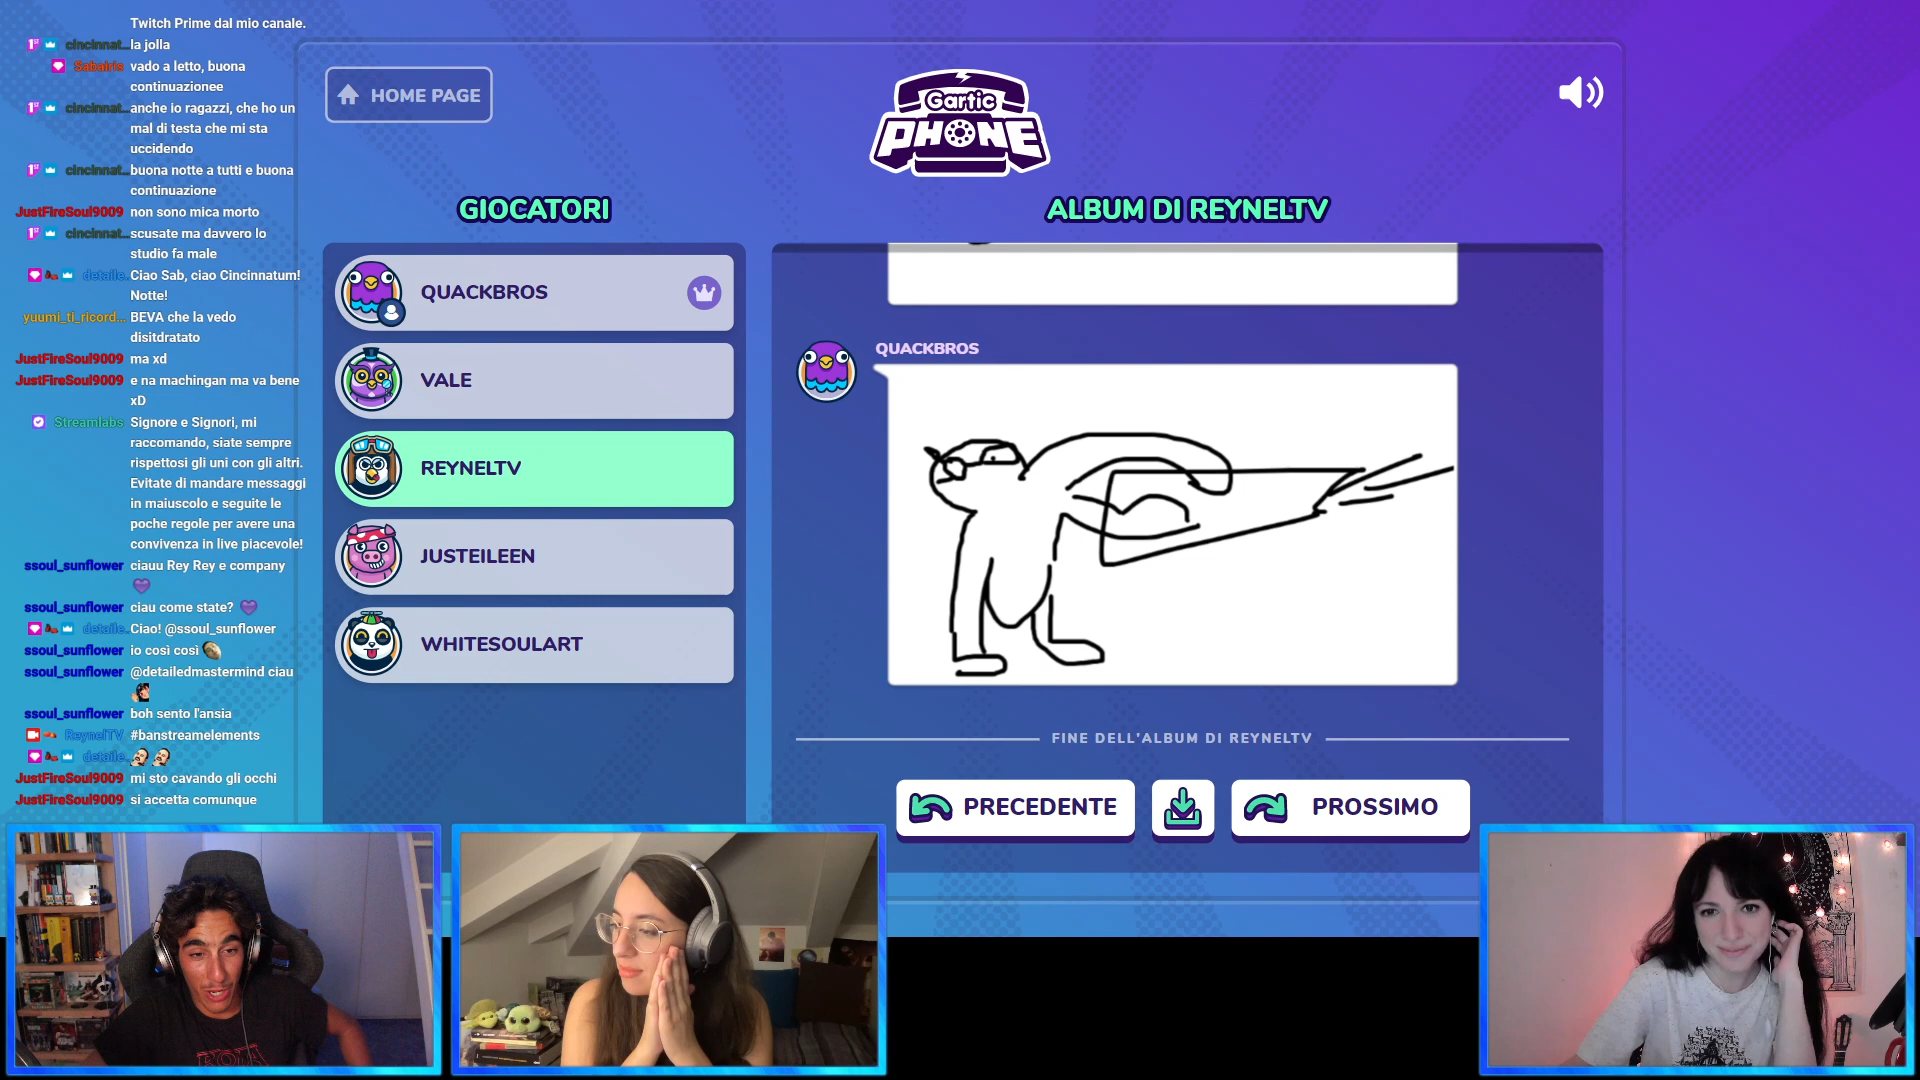 Twitch Prime dal mio canale.
cincinnat... la jolla
Sabairis vado a letto, buona
continuazionee
cincinnat... anche io ragazzi, che ho un
mal di testa che mi sta
uccidendo
cincinnat... buona notte a tutti e buona
continuazione
JustFireSoul9009 non sono mica morto
cincinnat... scusate ma davvero lo
studio fa male
detaile... Ciao Sab, ciao Cincinnatum!
Notte!
yuumi_ti_ricord... BEVA che la vedo
disitdratato
JustFireSoul9009 ma xd
JustFireSoul9009 e na machingan ma va bene
xD
Streamlabs Signore e Signori, mi
raccomando, siate sempre
rispettosi gli uni con gli altri.
Evitate di mandare messaggi
in maiuscolo e seguite le
poche regole per avere una
convivenza in live piacevole!
ssoul_sunflower ciauu Rey Rey e company
ssoul_sunflower ciau come state?
detaile... Ciao! @ssoul_sunflower
ssoul_sunflower io così così
ssoul_sunflower @detailedmastermind ciau
ssoul_sunflower boh sento l'ansia
ReynelTV #banstreamelements
detaile...
JustFireSoul9009 mi sto cavando gli occhi
JustFireSoul9009 si accetta comunque
HOME PAGE
Gartic
PHONE
GIOCATORI
QUACKBROS
VALE
REYNELTV
JUSTEILEEN
WHITESOULART
ALBUM DI REYNELTV
QUACKBROS
FINE DELL'ALBUM DI REYNELTV
PRECEDENTE
PROSSIMO